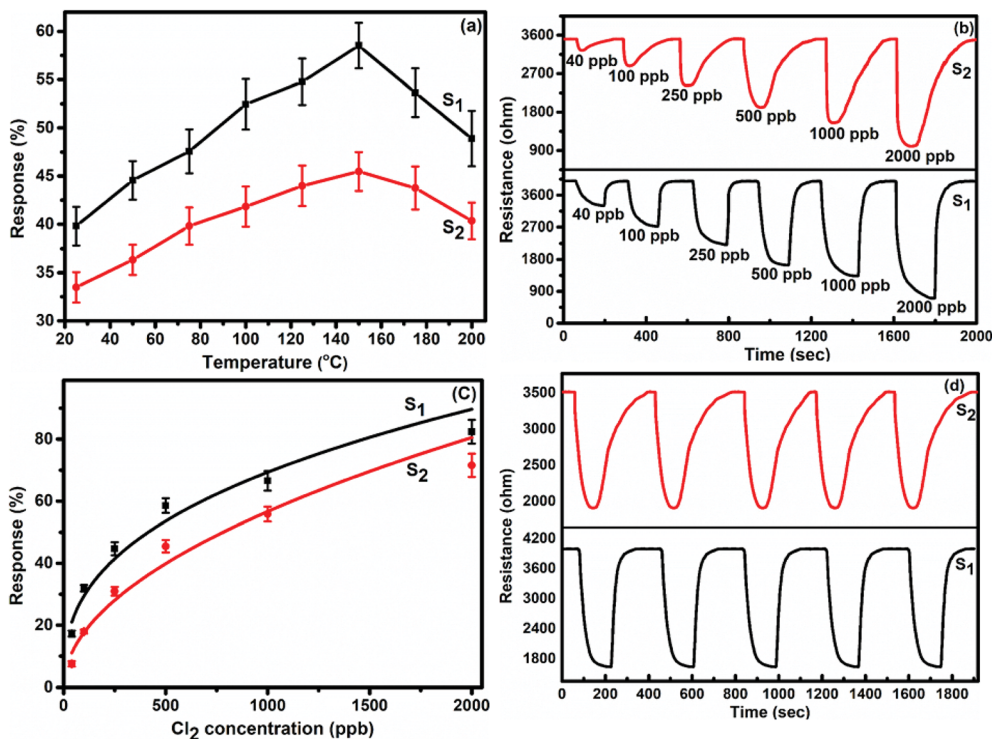 (a)
60
55
50
45
40
35
30
Response (%)
S1
S2
20 40 60 80 100 120 140 160 180 200
Temperature (°C)
(b)
3600
2700
1800
900
3600
2700
1800
900
0
Resistance (ohm)
40 ppb
100 ppb
250 ppb
500 ppb
1000 ppb
2000 ppb
S2
40 ppb
100 ppb
250 ppb
500 ppb
1000 ppb
2000 ppb
S1
0 400 800 1200 1600 2000
Time (sec)
(C)
80
60
40
20
0
Response (%)
S1
S2
0 500 1000 1500 2000
Cl2 concentration (ppb)
(d)
3500
3000
2500
2000
4200
3600
3000
2400
1800
Resistance (ohm)
S2
S1
0 200 400 600 800 1000 1200 1400 1600 1800
Time (sec)